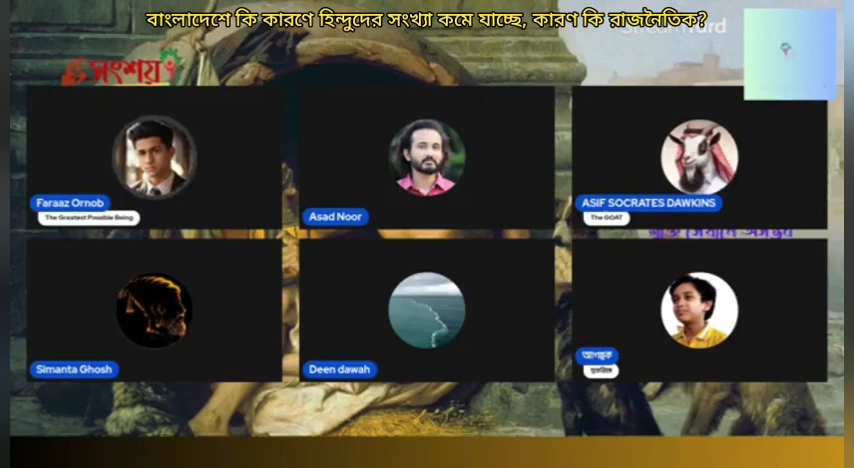 বাংলাদেশে কি কারণে হিন্দুদের সংখ্যা কমে যাচ্ছে, কারণ কি রাজনৈতিক?
StreamYard
সংশয়
Faraaz Ornob
The Greatest Possible Being
Asad Noor
ASIF SOCRATES DAWKINS
The GOAT
Simanta Ghosh
Deen dawah
আগন্তুক